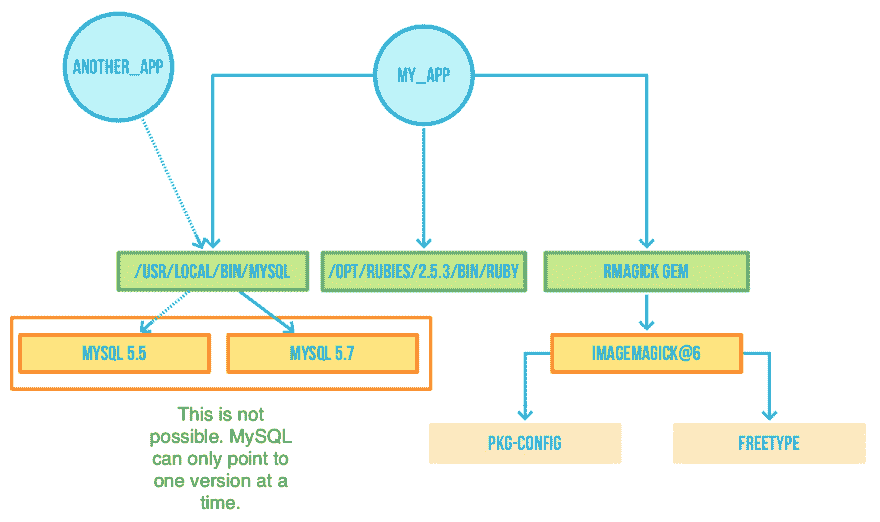 ANOTHER_APP
MY_APP
/USR/LOCAL/BIN/MYSQL
/OPT/RUBIES/2.5.3/BIN/RUBY
RMAGICK GEM
MYSQL 5.5
MYSQL 5.7
IMAGEMAGICK@6
This is not
possible. MySQL
can only point to
one version at a
time.
PKG-CONFIG
FREETYPE